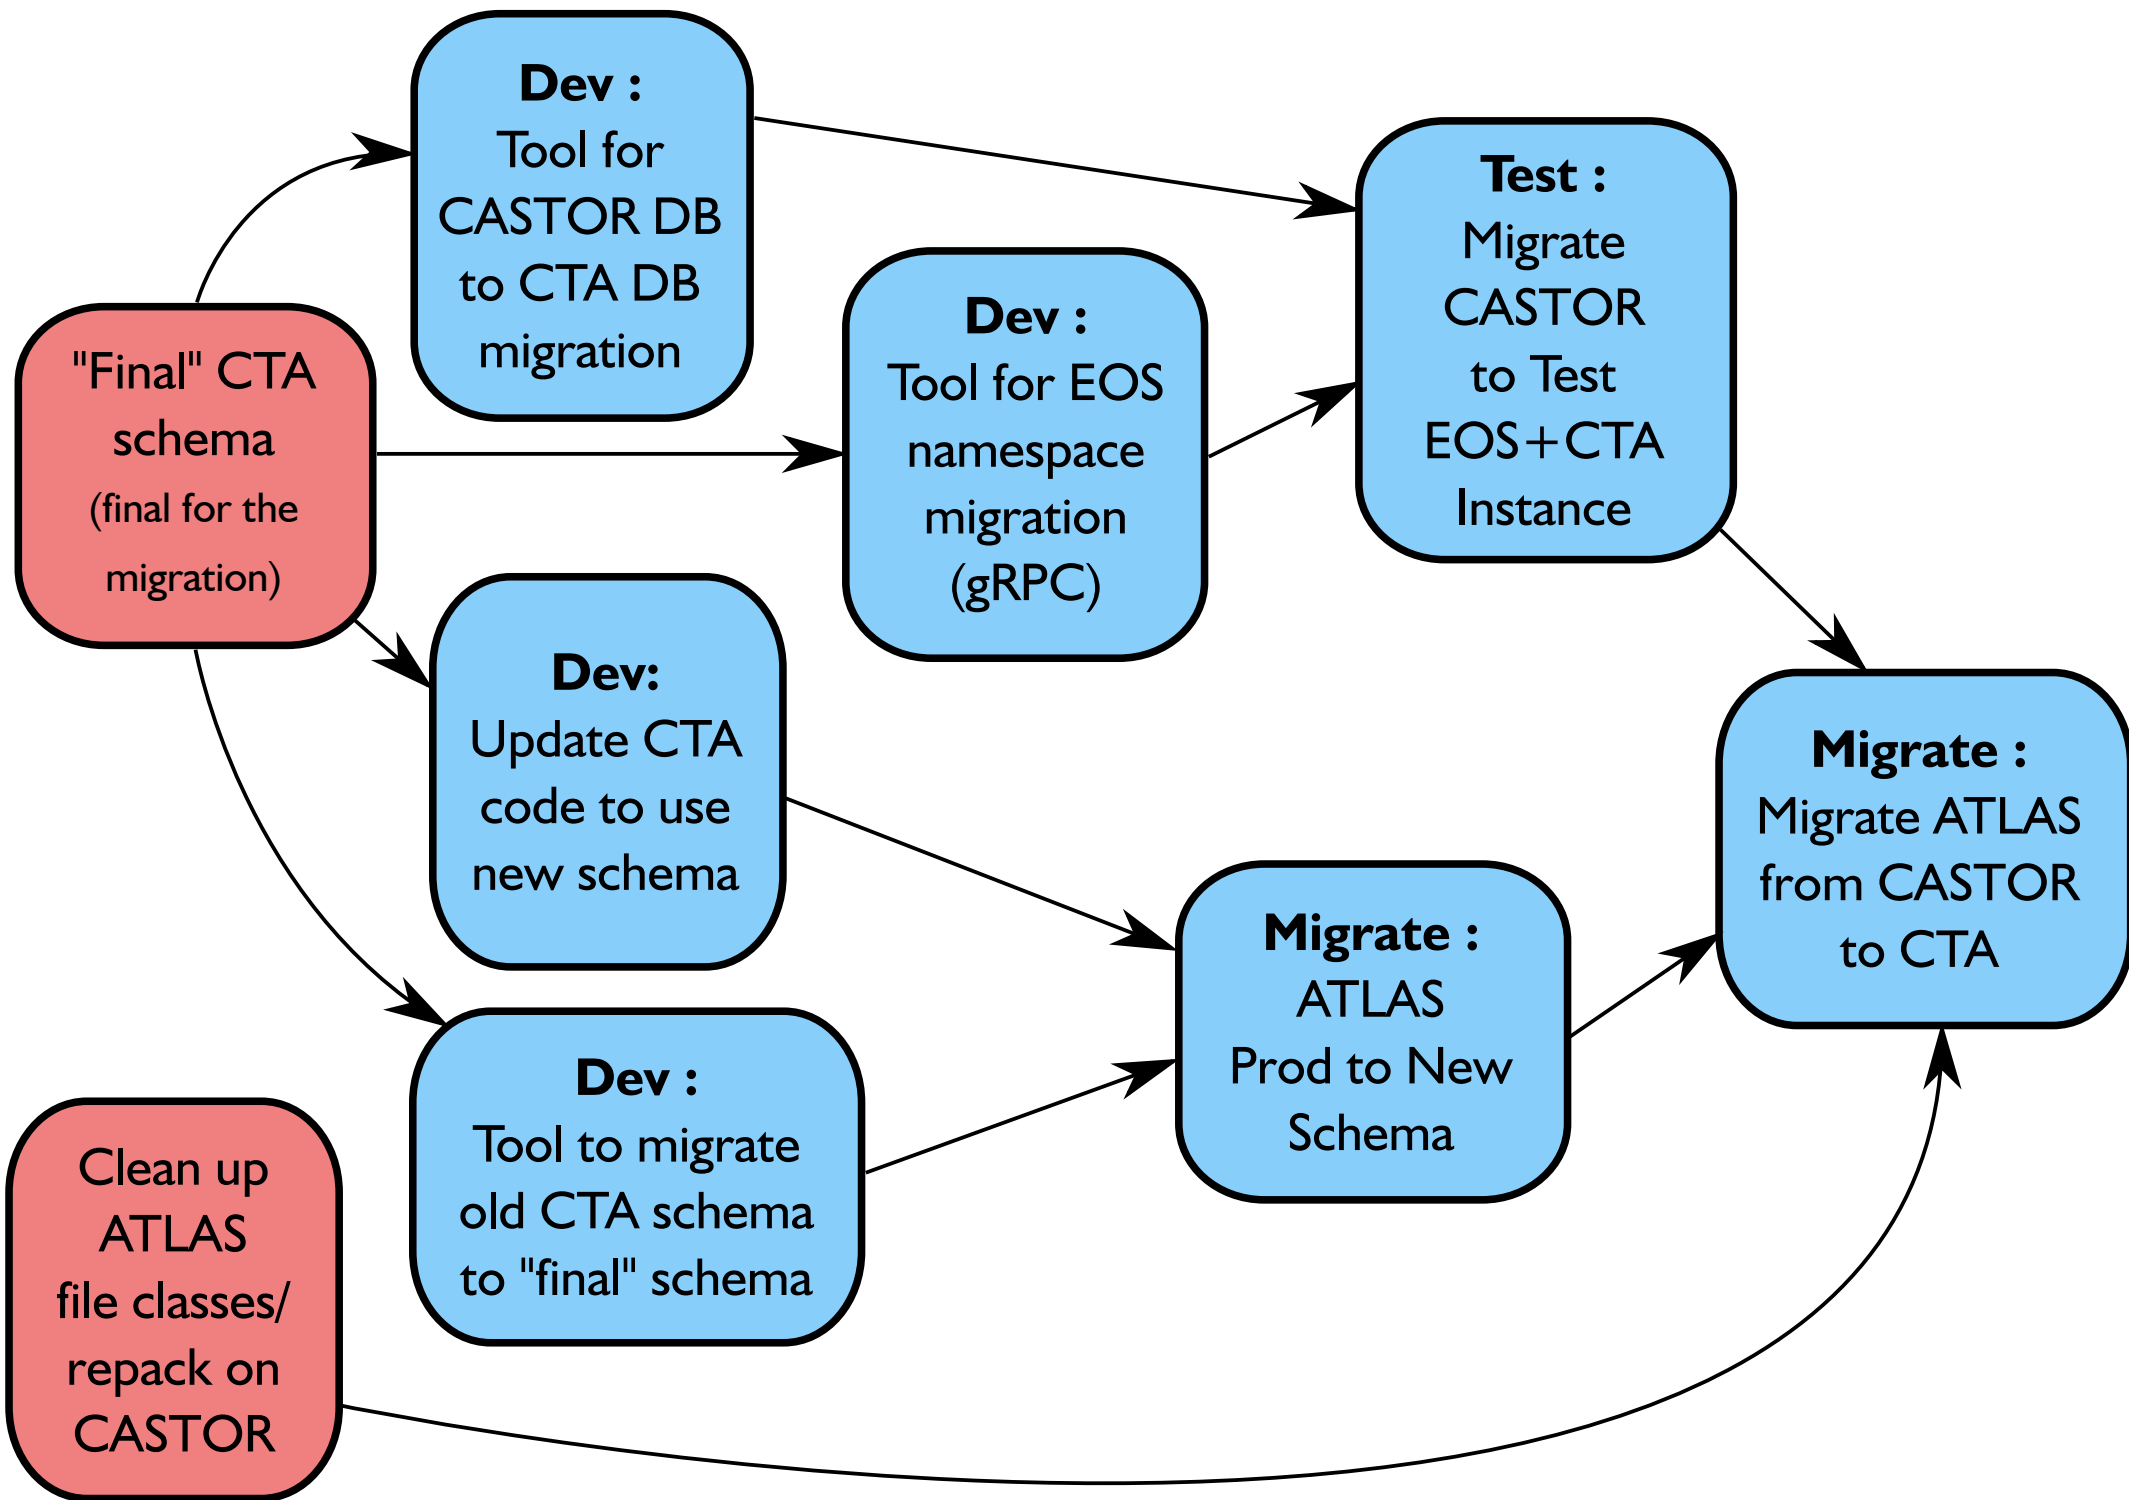 Dev :
Tool for
CASTOR DB
to CTA DB
migration
Test :
Migrate
CASTOR
to Test
EOS+CTA
Instance
Dev :
Tool for EOS
namespace
migration
(gRPC)
"Final" CTA
schema
(final for the
migration)
Dev:
Update CTA
code to use
new schema
Migrate :
Migrate ATLAS
from CASTOR
to CTA
Migrate :
ATLAS
Prod to New
Schema
Dev :
Tool to migrate
old CTA schema
to "final" schema
Clean up
ATLAS
file classes/
repack on
CASTOR